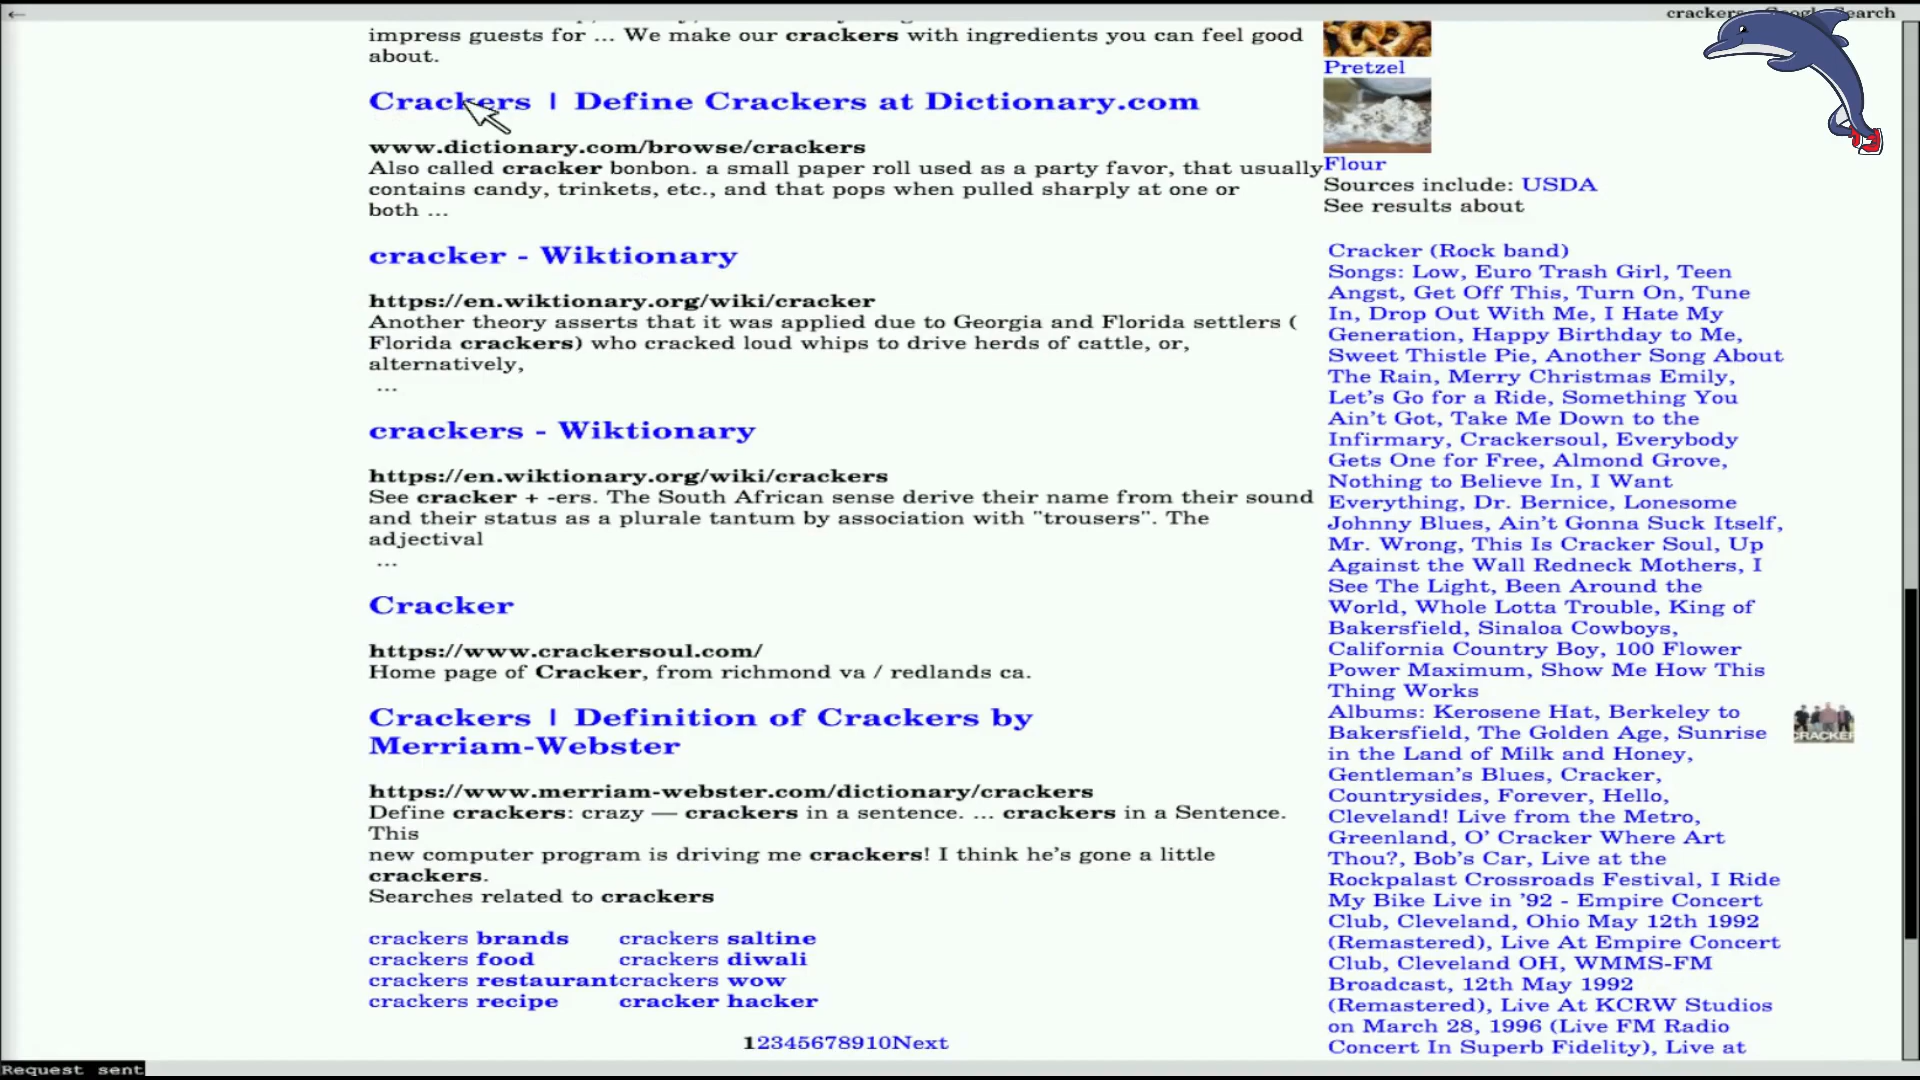 ←
crackers - Google Search
impress guests for ... We make our crackers with ingredients you can feel good
about.
Crackers | Define Crackers at Dictionary.com
www.dictionary.com/browse/crackers
Also called cracker bonbon. a small paper roll used as a party favor, that usually
contains candy, trinkets, etc., and that pops when pulled sharply at one or
both ...
cracker - Wiktionary
https://en.wiktionary.org/wiki/cracker
Another theory asserts that it was applied due to Georgia and Florida settlers (
Florida crackers) who cracked loud whips to drive herds of cattle, or,
alternatively,
...
crackers - Wiktionary
https://en.wiktionary.org/wiki/crackers
See cracker + -ers. The South African sense derive their name from their sound
and their status as a plurale tantum by association with "trousers". The
adjectival
...
Cracker
https://www.crackersoul.com/
Home page of Cracker, from richmond va / redlands ca.
Crackers | Definition of Crackers by
Merriam-Webster
https://www.merriam-webster.com/dictionary/crackers
Define crackers: crazy — crackers in a sentence. ... crackers in a Sentence.
This
new computer program is driving me crackers! I think he's gone a little
crackers.
Searches related to crackers
crackers brands crackers saltine
crackers food crackers diwali
crackers restaurantcrackers wow
crackers recipe cracker hacker
12345678910Next
Pretzel
Flour
Sources include: USDA
See results about
Cracker (Rock band)
Songs: Low, Euro Trash Girl, Teen
Angst, Get Off This, Turn On, Tune
In, Drop Out With Me, I Hate My
Generation, Happy Birthday to Me,
Sweet Thistle Pie, Another Song About
The Rain, Merry Christmas Emily,
Let's Go for a Ride, Something You
Ain't Got, Take Me Down to the
Infirmary, Crackersoul, Everybody
Gets One for Free, Almond Grove,
Nothing to Believe In, I Want
Everything, Dr. Bernice, Lonesome
Johnny Blues, Ain't Gonna Suck Itself,
Mr. Wrong, This Is Cracker Soul, Up
Against the Wall Redneck Mothers, I
See The Light, Been Around the
World, Whole Lotta Trouble, King of
Bakersfield, Sinaloa Cowboys,
California Country Boy, 100 Flower
Power Maximum, Show Me How This
Thing Works
Albums: Kerosene Hat, Berkeley to
Bakersfield, The Golden Age, Sunrise
in the Land of Milk and Honey,
Gentleman's Blues, Cracker,
Countrysides, Forever, Hello,
Cleveland! Live from the Metro,
Greenland, O' Cracker Where Art
Thou?, Bob's Car, Live at the
Rockpalast Crossroads Festival, I Ride
My Bike Live in '92 - Empire Concert
Club, Cleveland, Ohio May 12th 1992
(Remastered), Live At Empire Concert
Club, Cleveland OH, WMMS-FM
Broadcast, 12th May 1992
(Remastered), Live At KCRW Studios
on March 28, 1996 (Live FM Radio
Concert In Superb Fidelity), Live at
CRACKER
Request sent